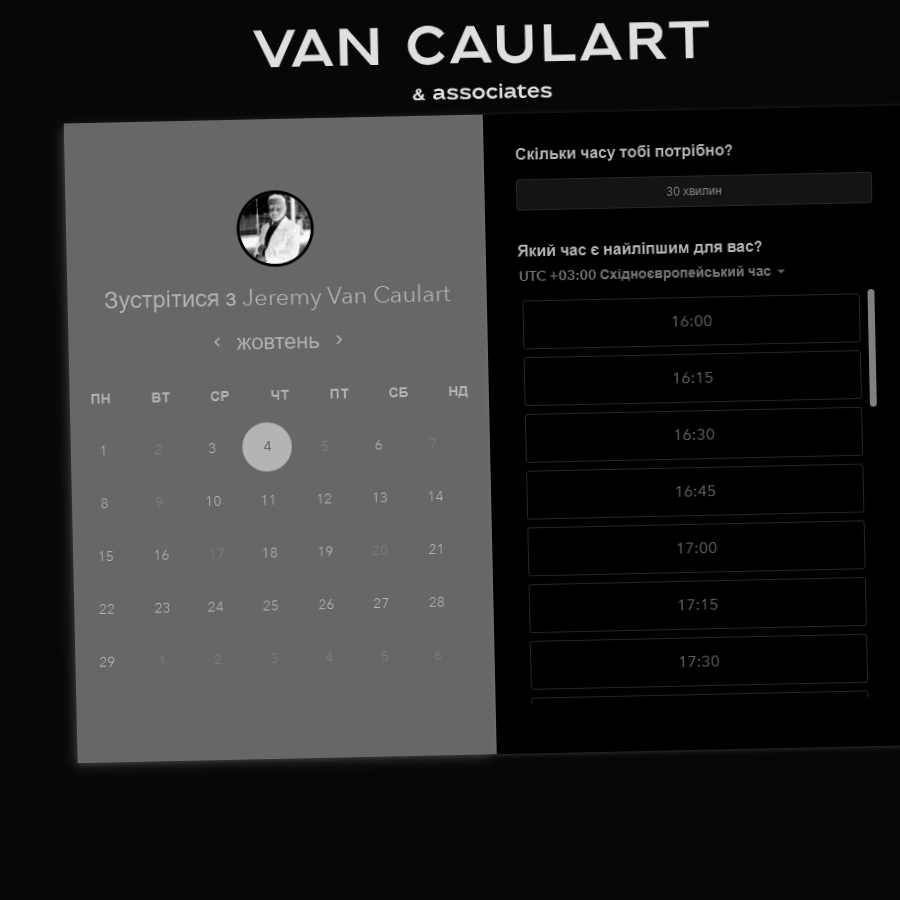 VAN CAULART
& associates
Зустрітися з Jeremy Van Caulart
жовтень
ПН ВТ СР ЧТ ПТ СБ НД
1 2 3 4 5 6 7
8 9 10 11 12 13 14
15 16 17 18 19 20 21
22 23 24 25 26 27 28
29 1 2 3 4 5 6
Скільки часу тобі потрібно?
30 хвилин
Який час є найліпшим для вас?
UTC +03:00 Східноєвропейський час
16:00
16:15
16:30
16:45
17:00
17:15
17:30